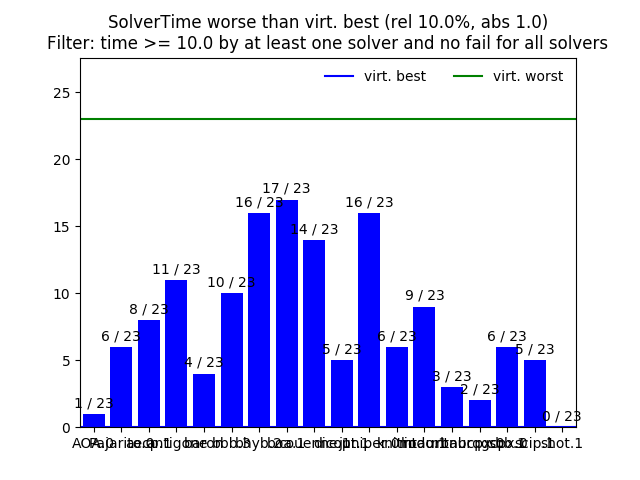 SolverTime worse than virt. best (rel 10.0%, abs 1.0)
Filter: time >= 10.0 by at least one solver and no fail for all solvers
virt. best virt. worst
25
20
15
10
5
0
1 / 23
6 / 23
8 / 23
11 / 23
4 / 23
10 / 23
16 / 23
17 / 23
14 / 23
5 / 23
16 / 23
6 / 23
9 / 23
3 / 23
2 / 23
6 / 23
5 / 23
0 / 23